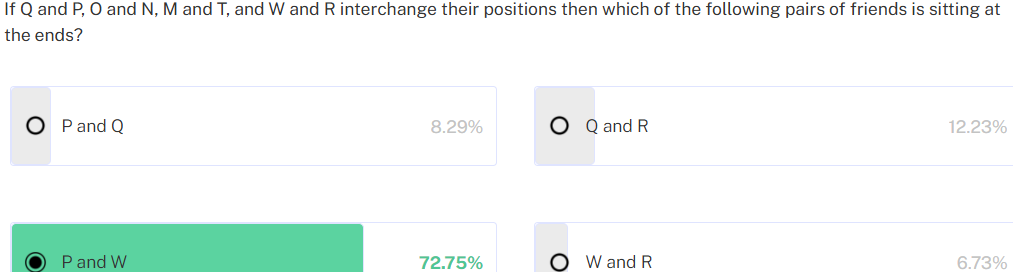 If Q and P, O and N, M and T, and W and R interchange their positions then which of the following pairs of friends is sitting at
the ends?
P and Q 8.29% Q and R 12.23%
P and W 72.75% W and R 6.73%